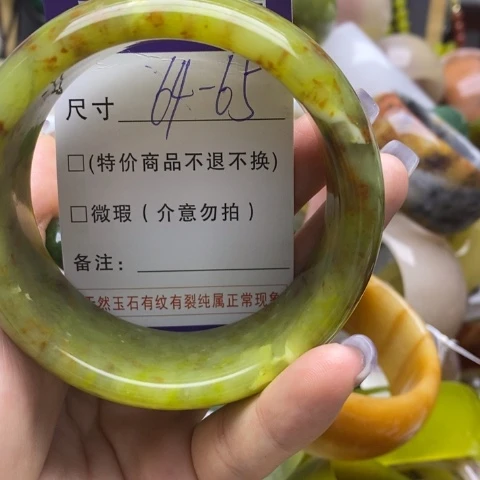 尺寸 64-65
□(特价商品不退不换)
□微瑕(介意勿拍)
备注:
天然玉石有纹有裂纯属正常现象